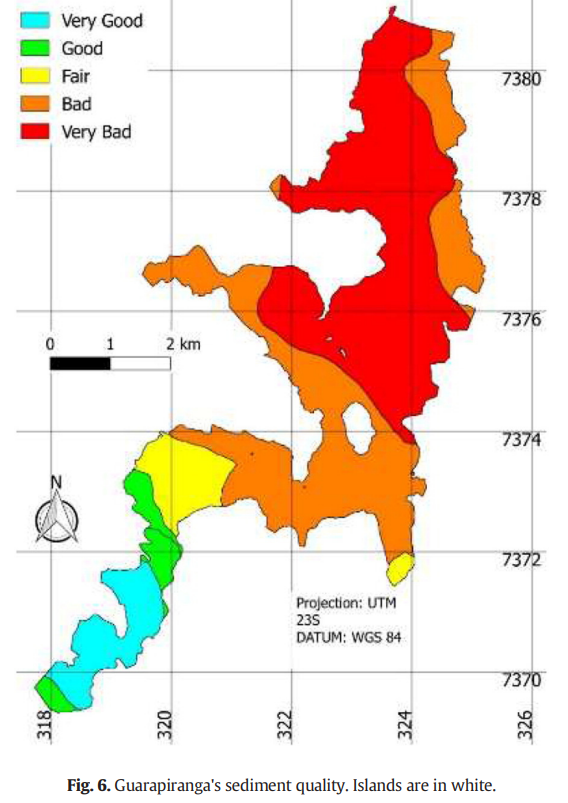 Very Good
Good
Fair
Bad
Very Bad
7380
7378
7376
0 1 2 km
7374
N
7372
Projection: UTM
23S
DATUM: WGS 84
7370
318
320
322
324
326
Fig. 6. Guarapiranga's sediment quality. Islands are in white.